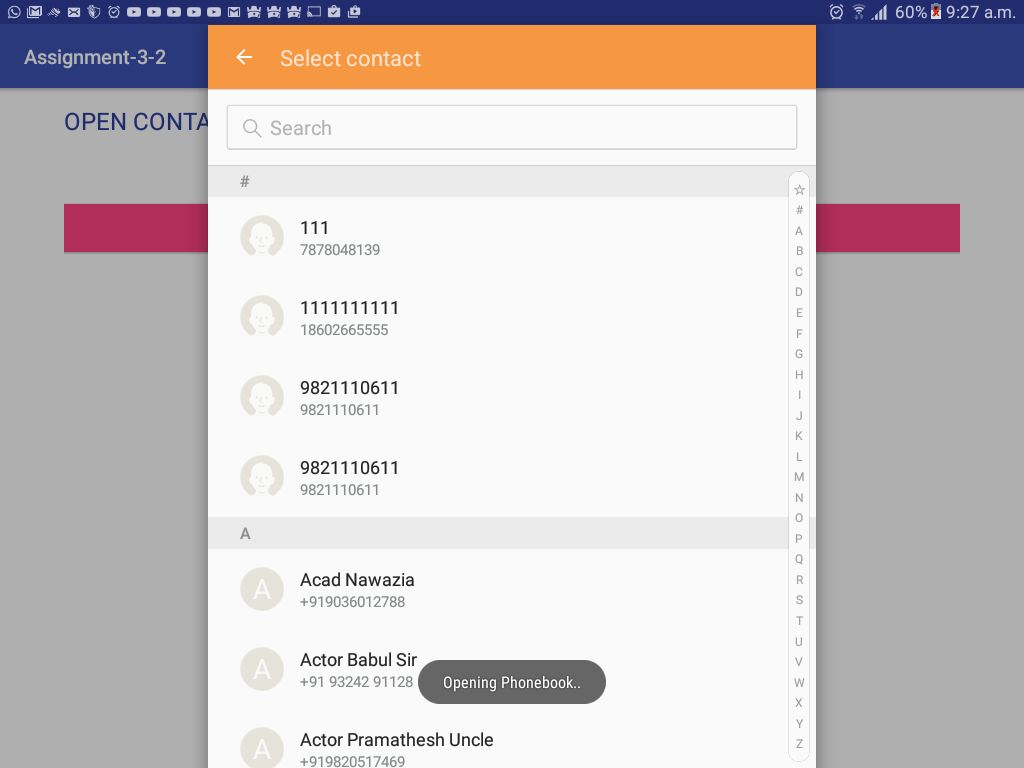 60% 9:27 a.m.
Assignment-3-2
Select contact
OPEN CONTA
Search
#
111
7878048139
1111111111
18602665555
9821110611
9821110611
9821110611
9821110611
A
A
Acad Nawazia
+919036012788
A
Actor Babul Sir
+91 93242 91128
Opening Phonebook..
A
Actor Pramathesh Uncle
+919820517469
#
A
B
C
D
E
F
G
H
I
J
K
L
M
N
O
P
Q
R
S
T
U
V
W
X
Y
Z